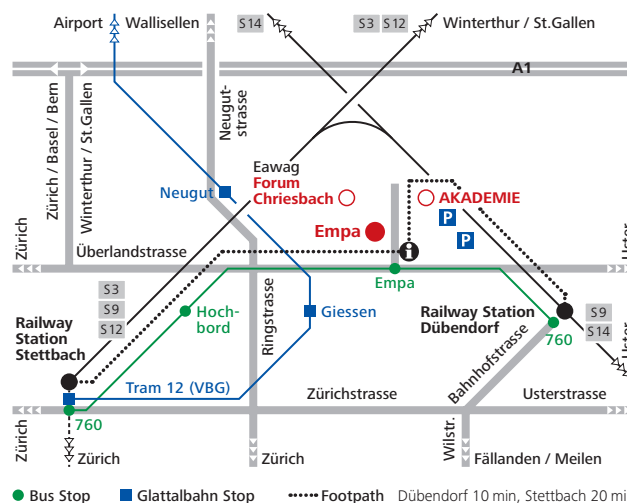 Airport
Wallisellen
S14
S3
S12
Winterthur / St.Gallen
A1
Zürich / Basel / Bern
Winterthur / St.Gallen
Neugut-
strasse
Eawag
Forum
Chriesbach
AKADEMIE
Neugut
P
P
Empa
i
Zürich
Überlandstrasse
Uster
Empa
S3
S9
S12
Hoch-
bord
Ringstrasse
Giessen
Railway Station
Dübendorf
S9
S14
760
Railway
Station
Stettbach
Bahnhofstrasse
Uster
Tram 12 (VBG)
Zürichstrasse
Usterstrasse
760
Zürich
Zürich
Zürich
Wilstr.
Fällanden / Meilen
Bus Stop
Glattalbahn Stop
Footpath
Dübendorf 10 min, Stettbach 20 mi